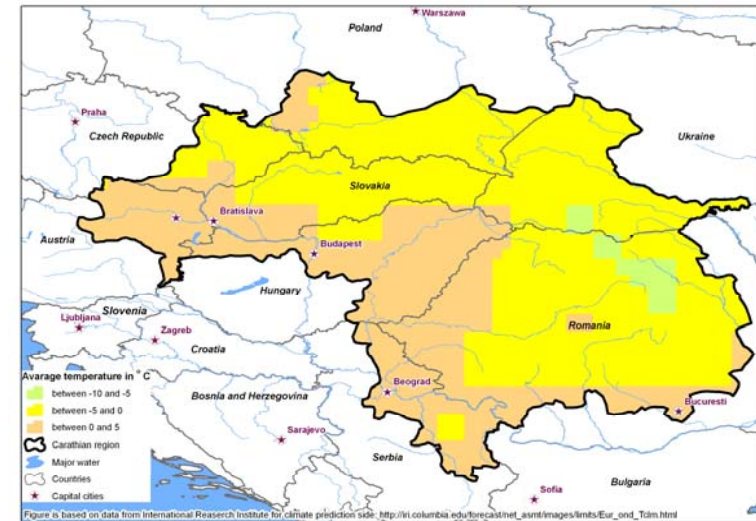 Warszawa
Poland
Praha
Czech Republic
Ukraine
Slovakia
Bratislava
Austria
Budapest
Hungary
Slovenia
Ljubljana
Zagreb
Romania
Croatia
Avarage temperature in °C
between -10 and -5
between -5 and 0
between 0 and 5
Carathian region
Major water
Countries
Capital cities
Beograd
Bosnia and Herzegovina
Bucuresti
Sarajevo
Serbia
Sofia
Bulgaria
Figure is based on data from International Reaserch Institute for climate prediction side: http://iri.columbia.edu/forecast/net_asmt/images/limits/Eur_ond_Tclm.html